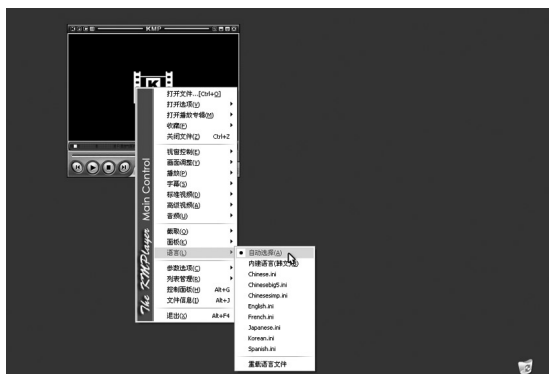 KMP
打开文件...[Ctrl+O]
打开选项(V)
打开播放专辑(M)
收藏(F)
关闭文件(Z) Ctrl+Z
视窗控制(E)
画面调整(Y)
播放(P)
字幕(S)
标准视频(D)
高级视频(A)
音频(U)
截取(O)
面板(K)
语言(L)
参数选项(C)
列表管理(R)
控制面板(H) Alt+G
文件信息(I) Alt+J
退出(X) Alt+F4
The KMPlayer Main Control
自动选择(A)
内建语言(韩文)(B)
Chinese.ini
Chinesebig5.ini
Chinesesimp.ini
English.ini
French.ini
Japanese.ini
Korean.ini
Spanish.ini
重载语言文件